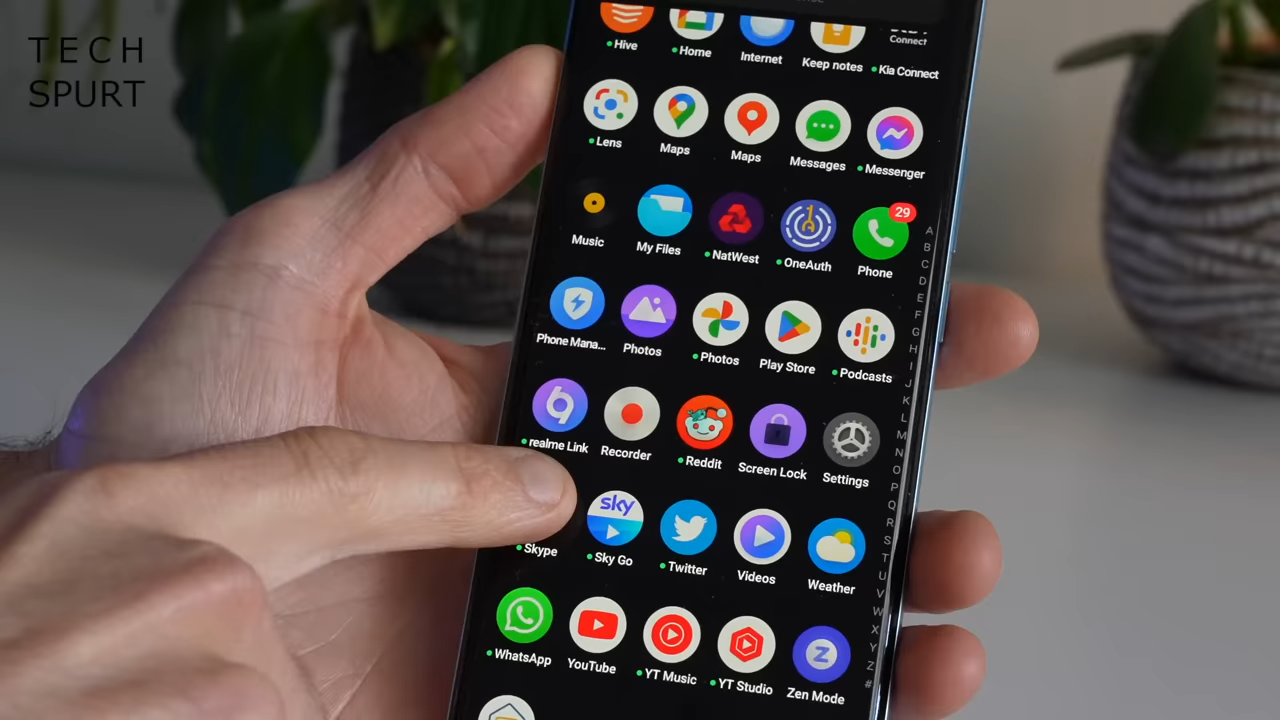 TECH
SPURT
Hive
Home
Internet
Keep notes
Connect
Kia Connect
Lens
Maps
Maps
Messages
Messenger
Music
My Files
NatWest
OneAuth
29
Phone
Phone Mana...
Photos
Photos
Play Store
Podcasts
realme Link
Recorder
Reddit
Screen Lock
Settings
sky
Skype
Sky Go
Twitter
Videos
Weather
WhatsApp
YouTube
YT Music
YT Studio
Z
Zen Mode
A
B
C
D
E
F
G
H
I
J
K
L
M
N
O
P
Q
R
S
T
U
V
W
X
Y
Z
#